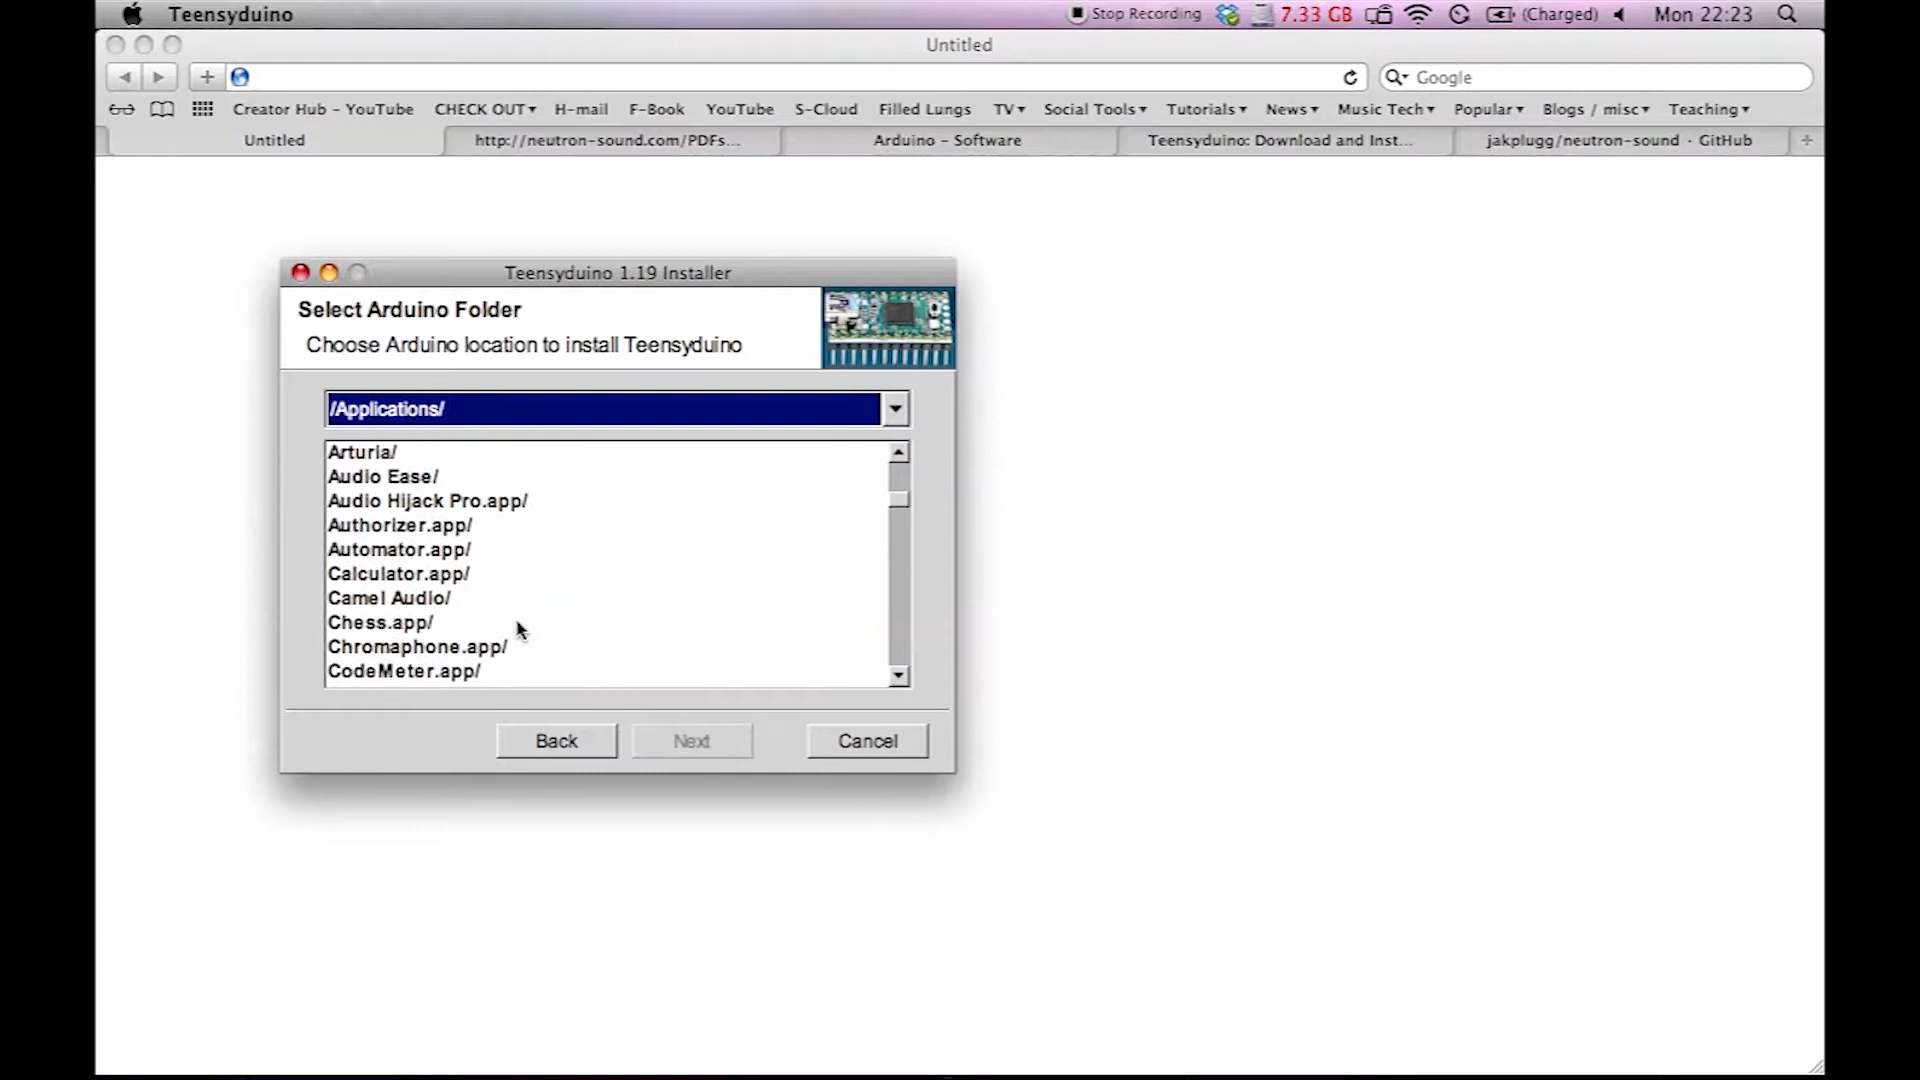 Teensyduino
Stop Recording
7.33 GB
(Charged)
Mon 22:23
Untitled
Google
Creator Hub - YouTube
CHECK OUT
H-mail
F-Book
YouTube
S-Cloud
Filled Lungs
TV
Social Tools
Tutorials
News
Music Tech
Popular
Blogs / misc
Teaching
Untitled
http://neutron-sound.com/PDFs...
Arduino - Software
Teensyduino: Download and Inst...
jakplugg/neutron-sound · GitHub
Teensyduino 1.19 Installer
Select Arduino Folder
Choose Arduino location to install Teensyduino
/Applications/
Arturia/
Audio Ease/
Audio Hijack Pro.app/
Authorizer.app/
Automator.app/
Calculator.app/
Camel Audio/
Chess.app/
Chromaphone.app/
CodeMeter.app/
Back
Next
Cancel